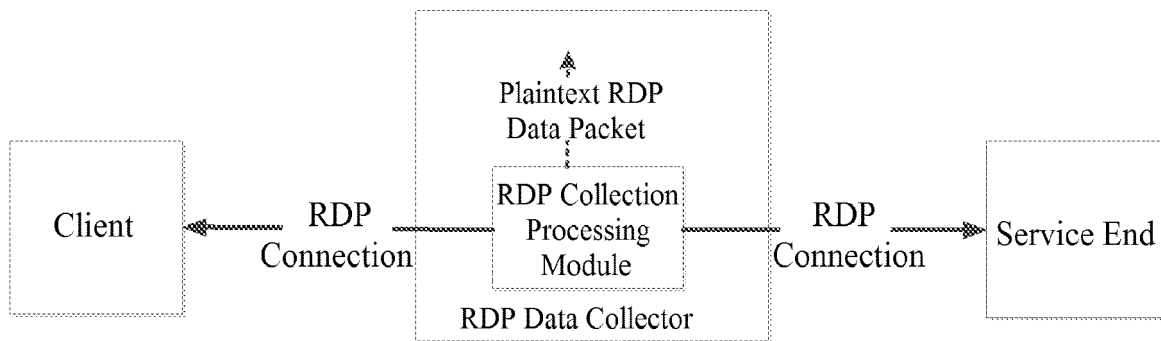 Plaintext RDP
Data Packet
Client
RDP
Connection
RDP Collection
Processing
Module
RDP
Connection
Service End
RDP Data Collector